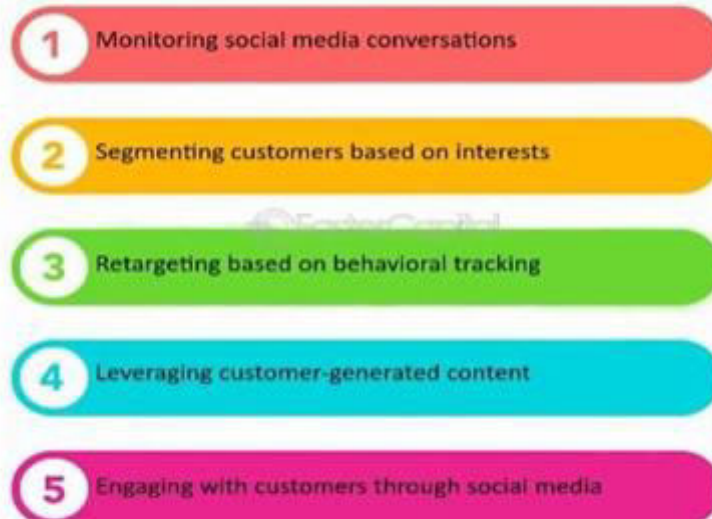 1 Monitoring social media conversations
2 Segmenting customers based on interests
FasterCapital
3 Retargeting based on behavioral tracking
4 Leveraging customer-generated content
5 Engaging with customers through social media